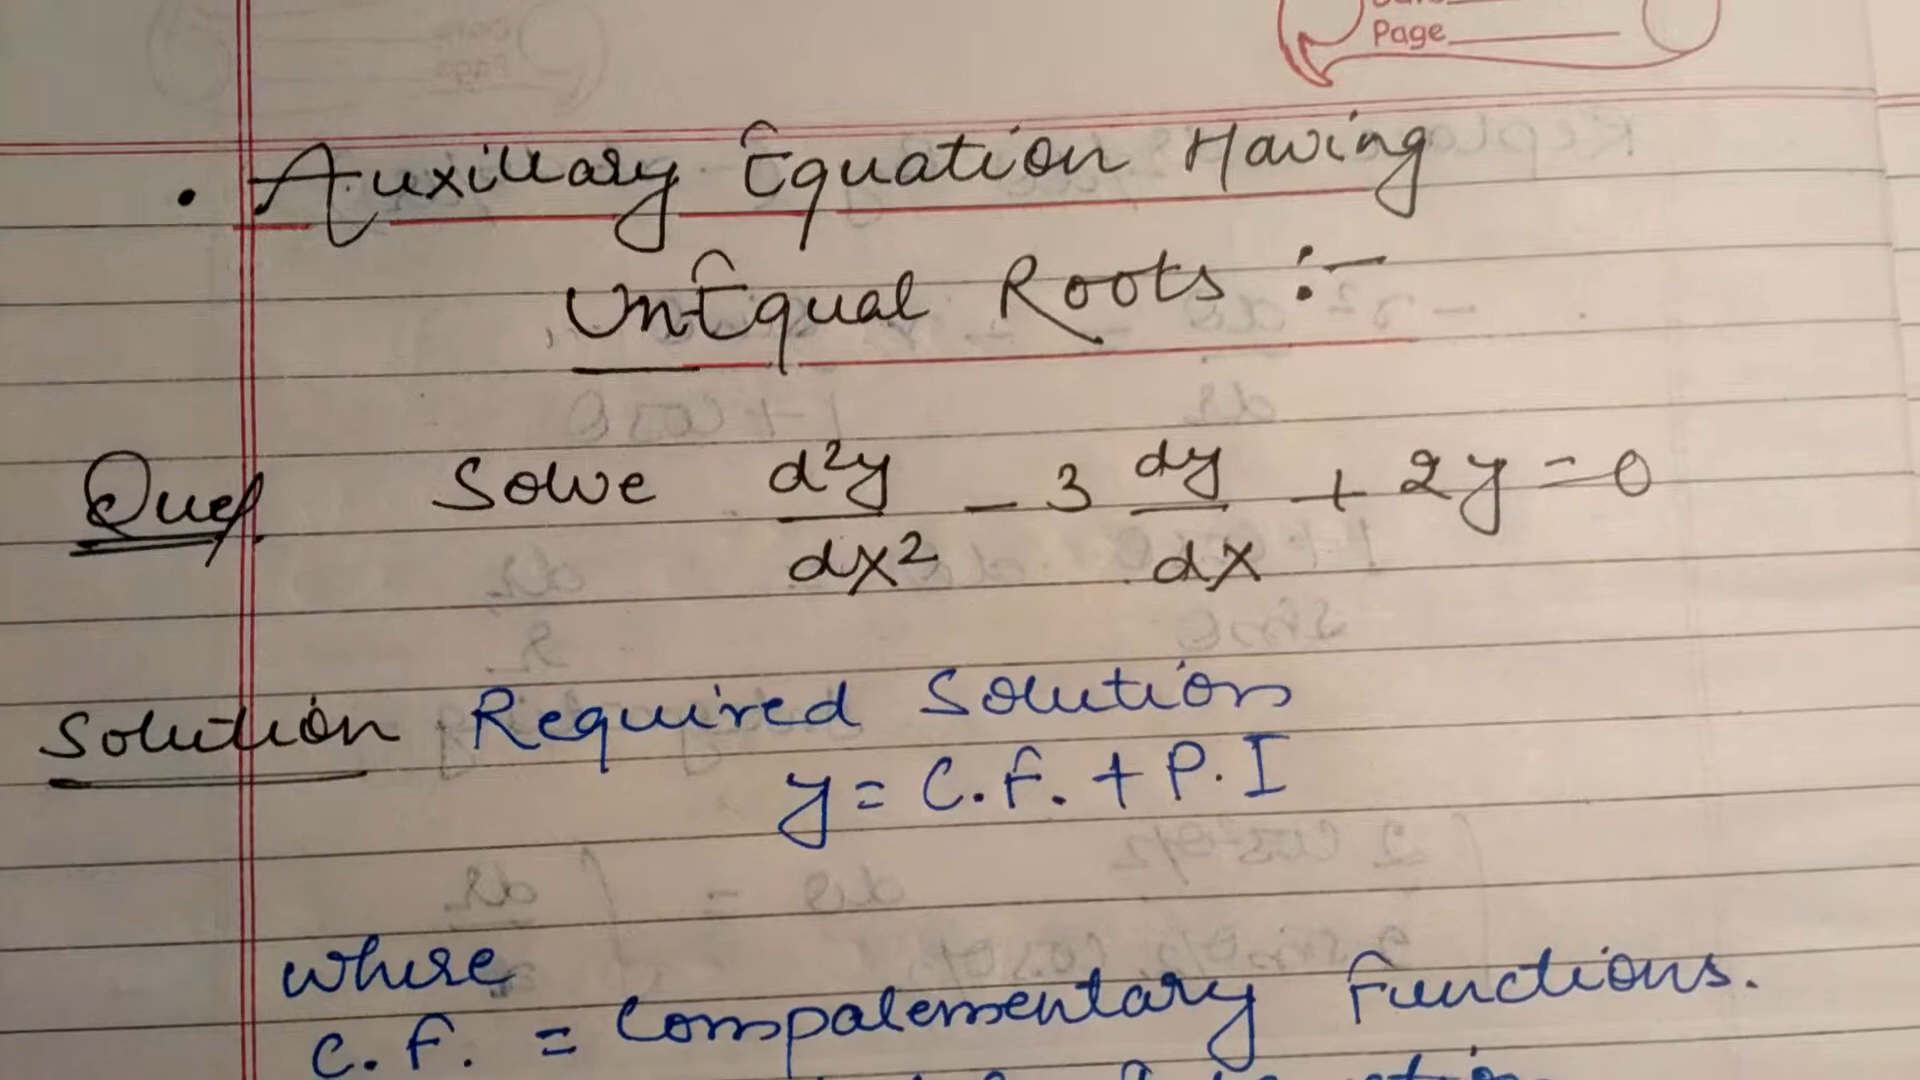 Page
. Auxillary Equation Having
UnEqual Roots :-
Ques Solve d²y/dx² - 3 dy/dx + 2y = 0
Solution Required Solution
y = C.F. + P.I
where
C.F. = Compalementary Functions.